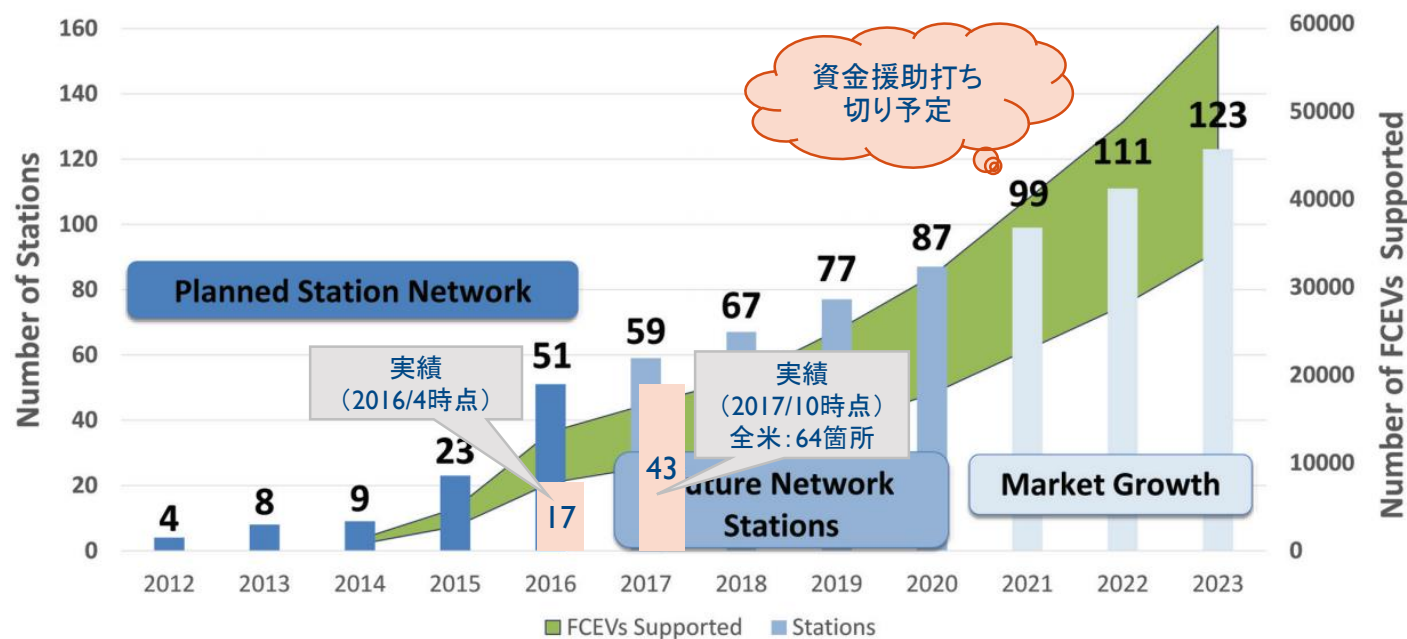 160
140
120
100
80
60
40
20
0
Number of Stations
60000
50000
40000
30000
20000
10000
0
Number of FCEVs Supported
資金援助打ち
切り予定
Planned Station Network
実績
（2016/4時点）
実績
（2017/10時点）
全米：64箇所
uture Network
Stations
Market Growth
4
8
9
23
51
59
67
77
87
99
111
123
17
43
2012 2013 2014 2015 2016 2017 2018 2019 2020 2021 2022 2023
FCEVs Supported Stations